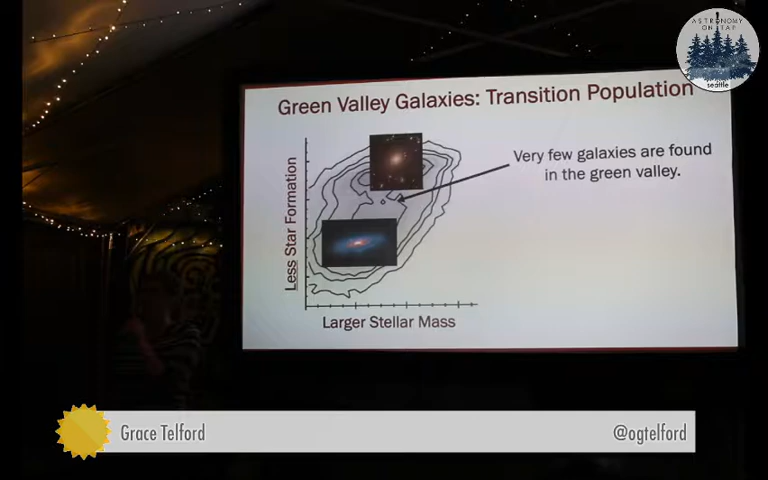 ASTRONOMY
ON TAP
seattle
Green Valley Galaxies: Transition Population
Very few galaxies are found
in the green valley.
Less Star Formation
Larger Stellar Mass
Grace Telford
@ogtelford